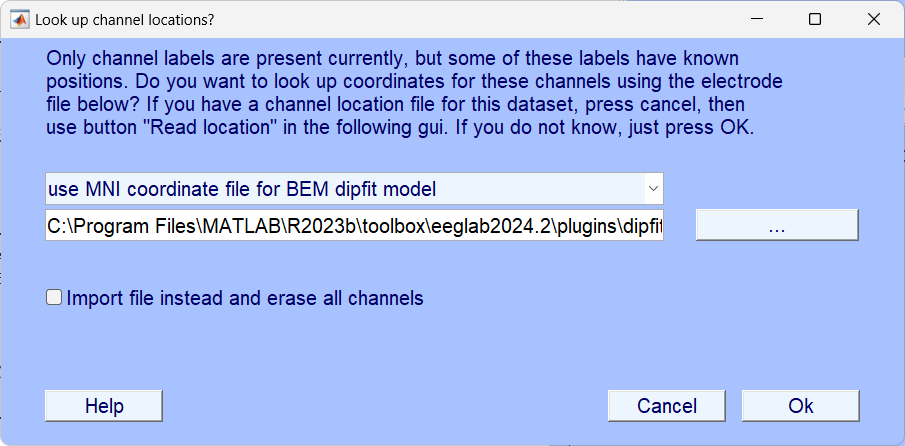 Look up channel locations?
Only channel labels are present currently, but some of these labels have known
positions. Do you want to look up coordinates for these channels using the electrode
file below? If you have a channel location file for this dataset, press cancel, then
use button "Read location" in the following gui. If you do not know, just press OK.
use MNI coordinate file for BEM dipfit model
C:\Program Files\MATLAB\R2023b\toolbox\eeglab2024.2\plugins\dipfit
...
Import file instead and erase all channels
Help
Cancel
Ok